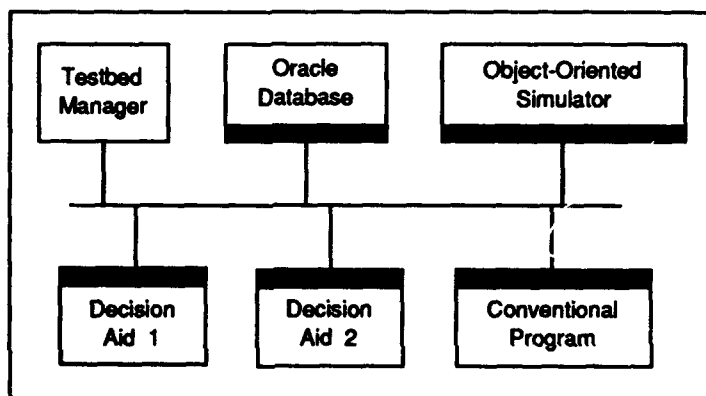 Testbed
Manager
Oracle
Database
Object-Oriented
Simulator
Decision
Aid 1
Decision
Aid 2
Conventional
Program